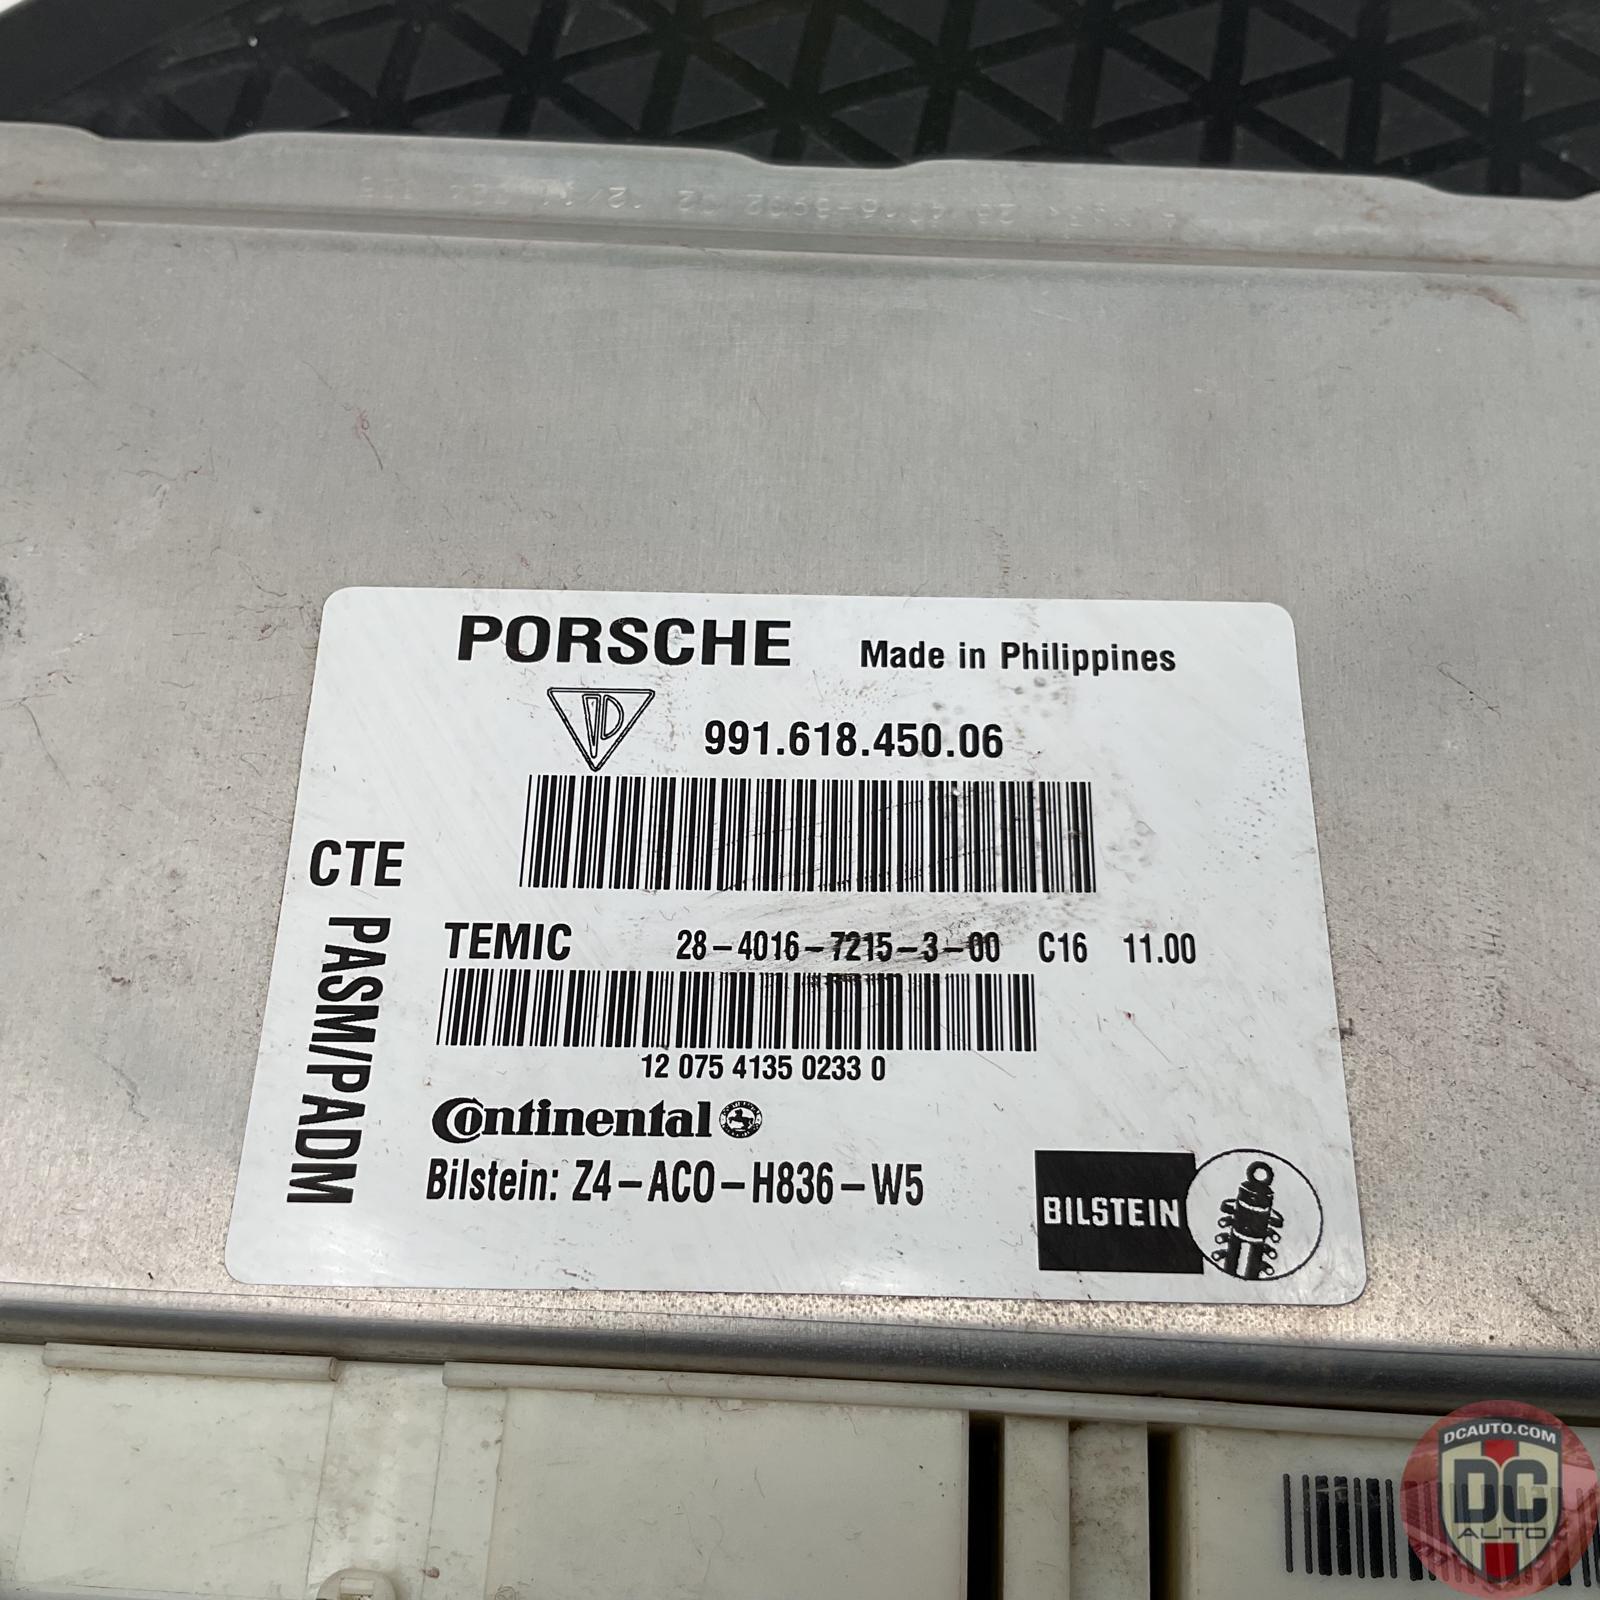 PORSCHE Made in Philippines
991.618.450.06
CTE PASM/PADM
TEMIC 28-4016-7215-3-00 C16 11.00
12 075 4135 0233 0
Continental
Bilstein: Z4-ACO-H836-W5
BILSTEIN
DCAUTO.COM
DC
AUTO